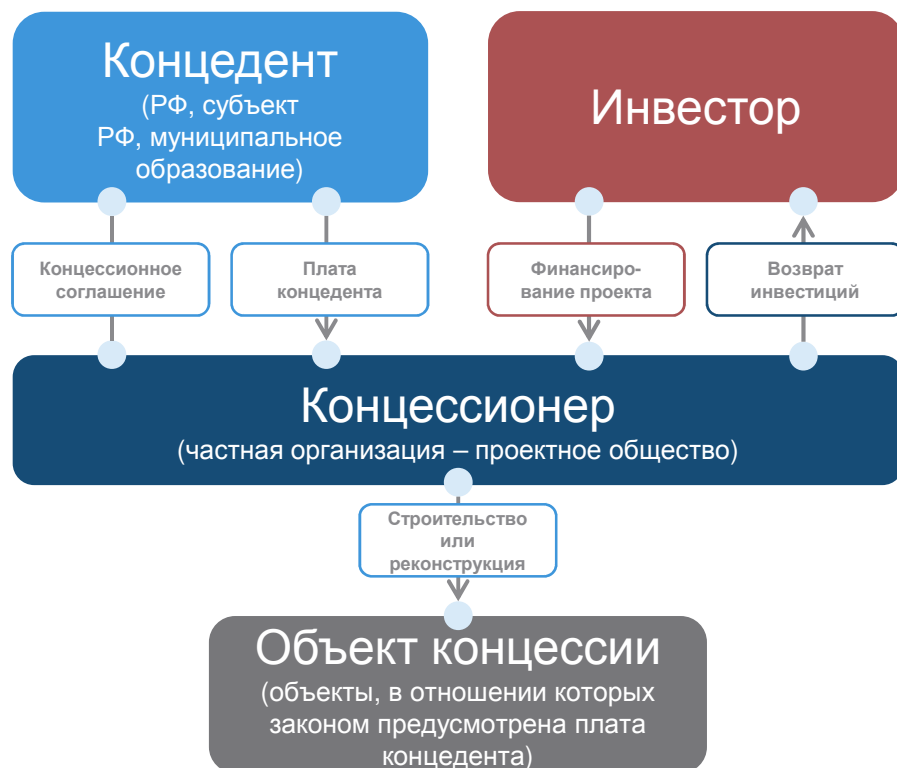 Концедент
(РФ, субъект
РФ, муниципальное
образование)
Инвестор
Концессионное
соглашение
Плата
концедента
Финансиро-
вание проекта
Возврат
инвестиций
Концессионер
(частная организация – проектное общество)
Строительство
или
реконструкция
Объект концессии
(объекты, в отношении которых
законом предусмотрена плата
концедента)